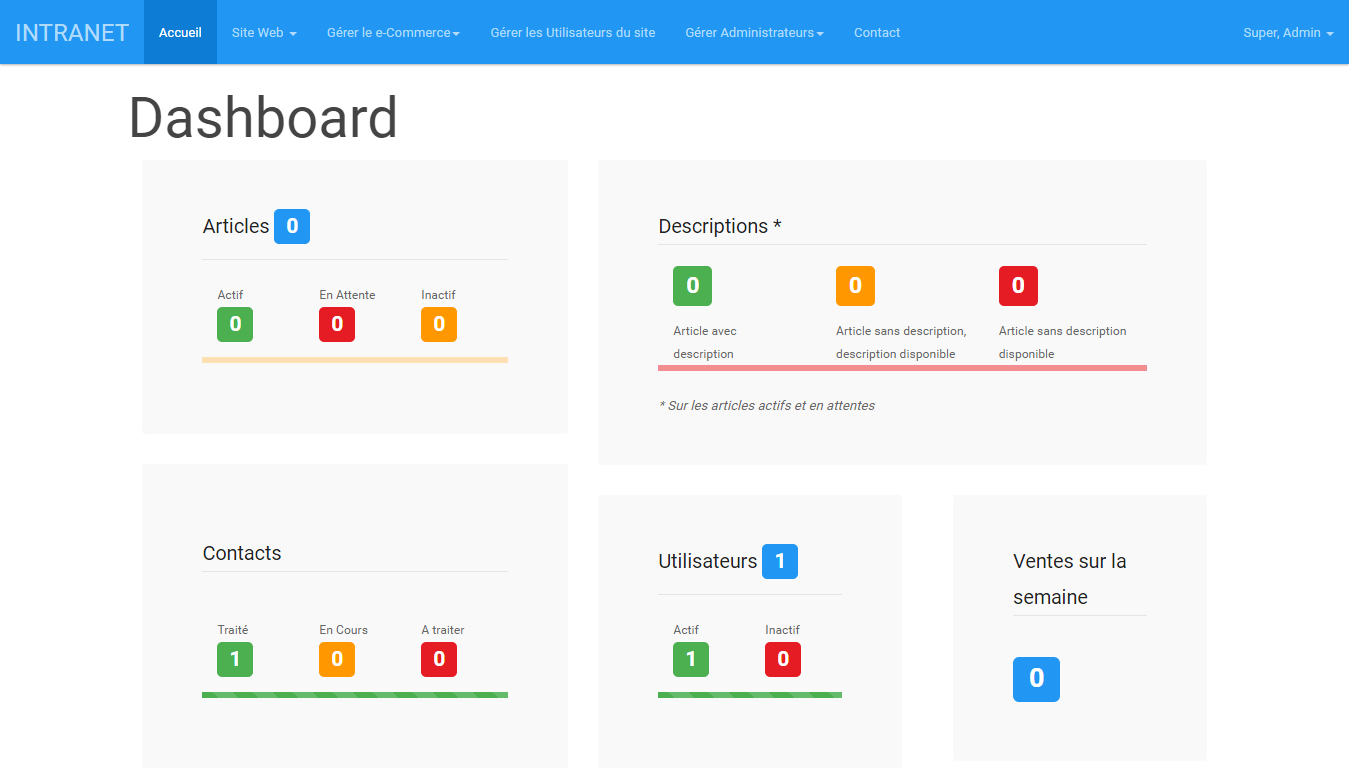 INTRANET Accueil Site Web Gérer le e-Commerce Gérer les Utilisateurs du site Gérer Administrateurs Contact Super, Admin
Dashboard
Articles 0
Actif En Attente Inactif
0 0 0
Descriptions *
0 0 0
Article avec
description
Article sans description,
description disponible
Article sans description
disponible
* Sur les articles actifs et en attentes
Contacts
Traité En Cours A traiter
1 0 0
Utilisateurs 1
Actif Inactif
1 0
Ventes sur la
semaine
0